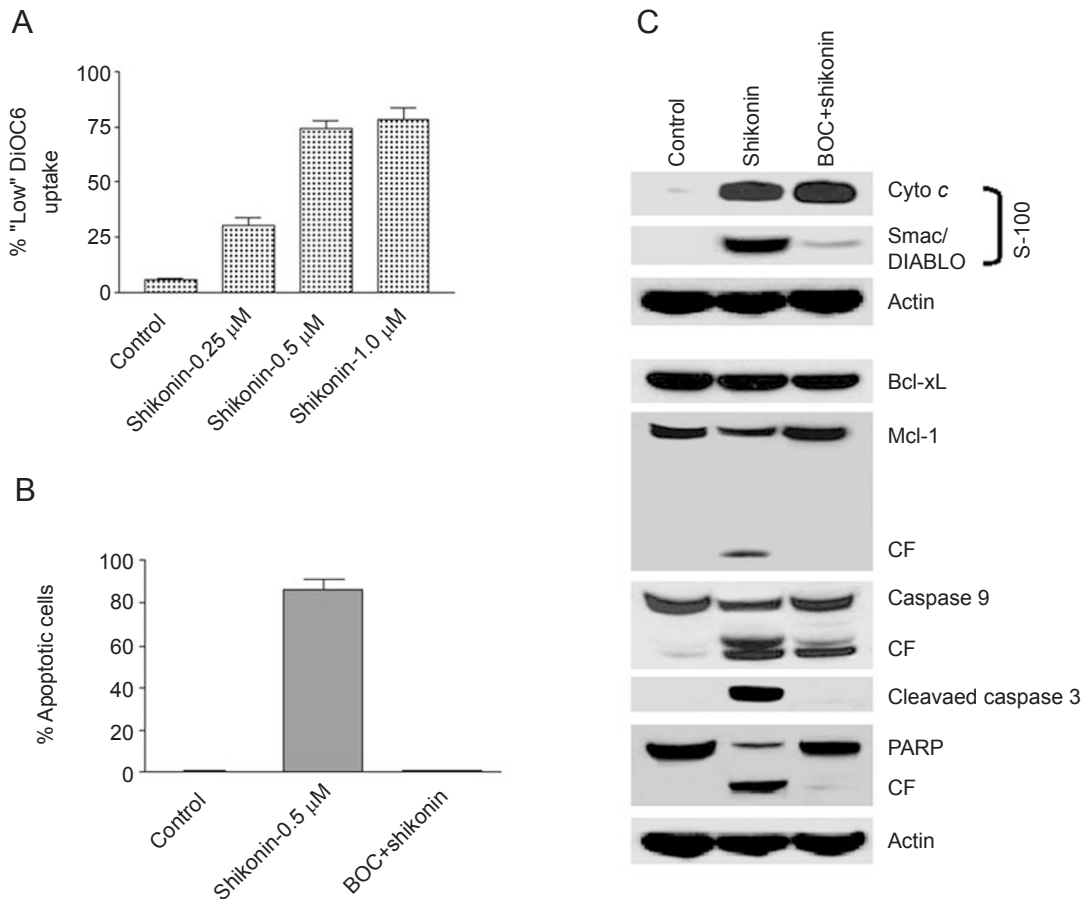 A
% "Low" DiOC6
uptake
100
75
50
25
0
Control
Shikonin-0.25 μM
Shikonin-0.5 μM
Shikonin-1.0 μM
B
% Apoptotic cells
100
80
60
40
20
0
Control
Shikonin-0.5 μM
BOC+shikonin
C
Control
Shikonin
BOC+shikonin
Cyto c
Smac/
DIABLO
S-100
Actin
Bcl-xL
Mcl-1
CF
Caspase 9
CF
Cleavaed caspase 3
PARP
CF
Actin